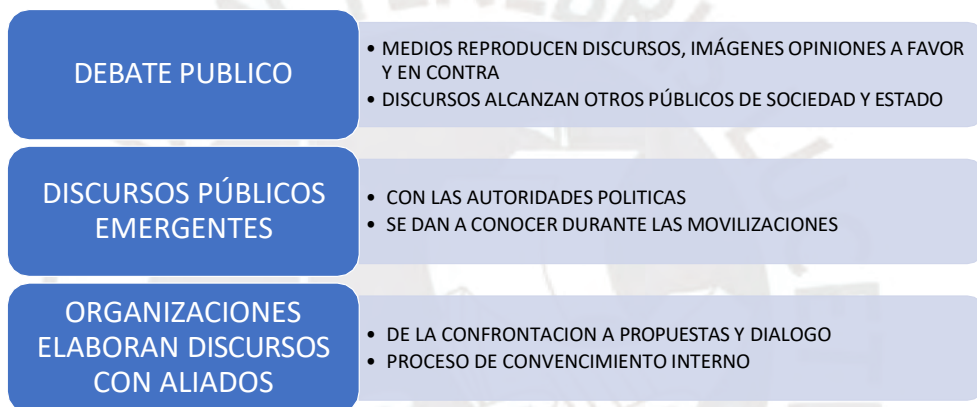 DEBATE PUBLICO
• MEDIOS REPRODUCEN DISCURSOS, IMÁGENES OPINIONES A FAVOR
Y EN CONTRA
• DISCURSOS ALCANZAN OTROS PÚBLICOS DE SOCIEDAD Y ESTADO
DISCURSOS PÚBLICOS
EMERGENTES
• CON LAS AUTORIDADES POLITICAS
• SE DAN A CONOCER DURANTE LAS MOVILIZACIONES
ORGANIZACIONES
ELABORAN DISCURSOS
CON ALIADOS
• DE LA CONFRONTACION A PROPUESTAS Y DIALOGO
• PROCESO DE CONVENCIMIENTO INTERNO